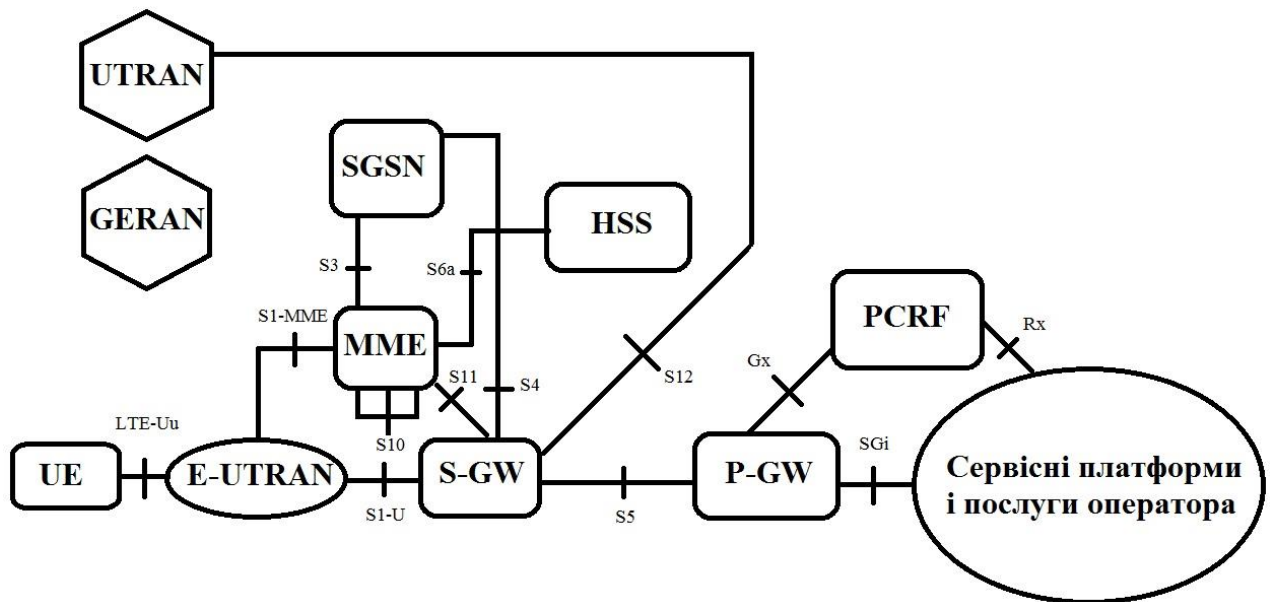 UTRAN
SGSN
GERAN
HSS
S3
S6a
PCRF
S1-MME
Rx
MME
Gx
S11
S12
S4
LTE-Uu
S10
SGi
UE
E-UTRAN
S-GW
P-GW
Сервісні платформи
і послуги оператора
S1-U
S5